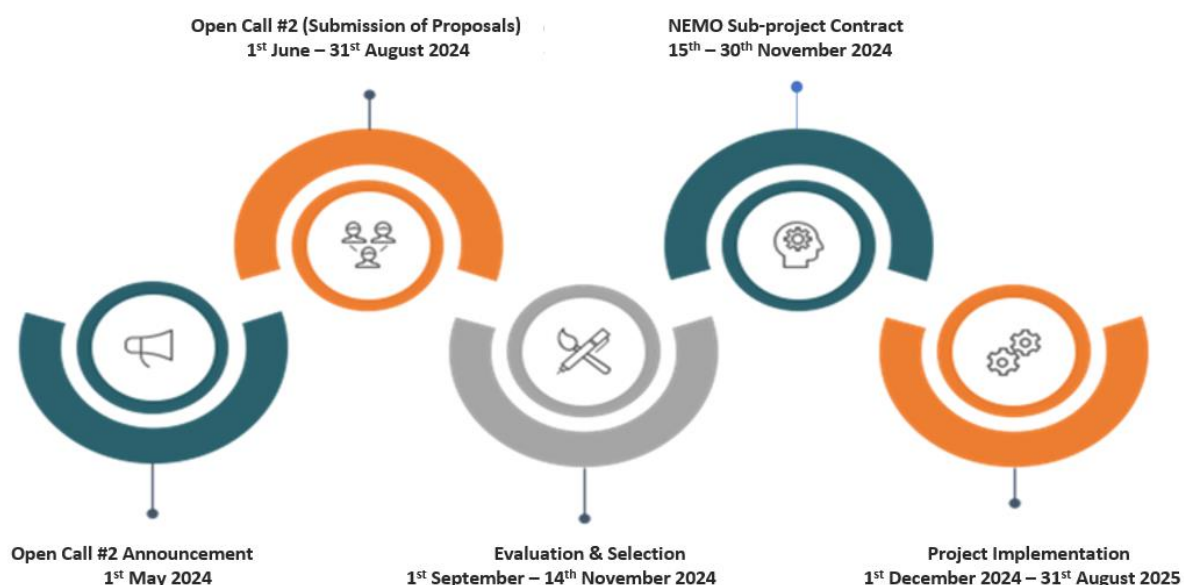 Open Call #2 (Submission of Proposals)
1st June – 31st August 2024
NEMO Sub-project Contract
15th – 30th November 2024
Open Call #2 Announcement
1st May 2024
Evaluation & Selection
1st September – 14th November 2024
Project Implementation
1st December 2024 – 31st August 2025